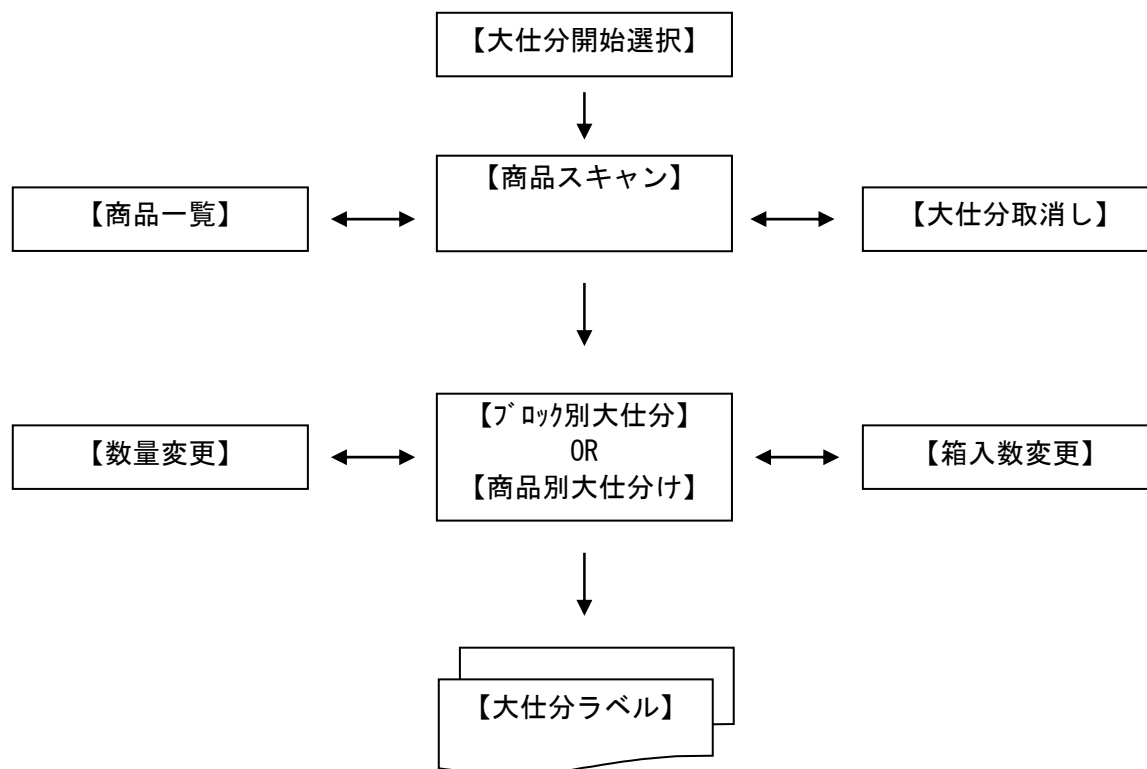 【大仕分開始選択】
【商品スキャン】
【商品一覧】
【大仕分取消し】
【ﾌﾞﾛｯｸ別大仕分】
OR
【商品別大仕分け】
【数量変更】
【箱入数変更】
【大仕分ラベル】